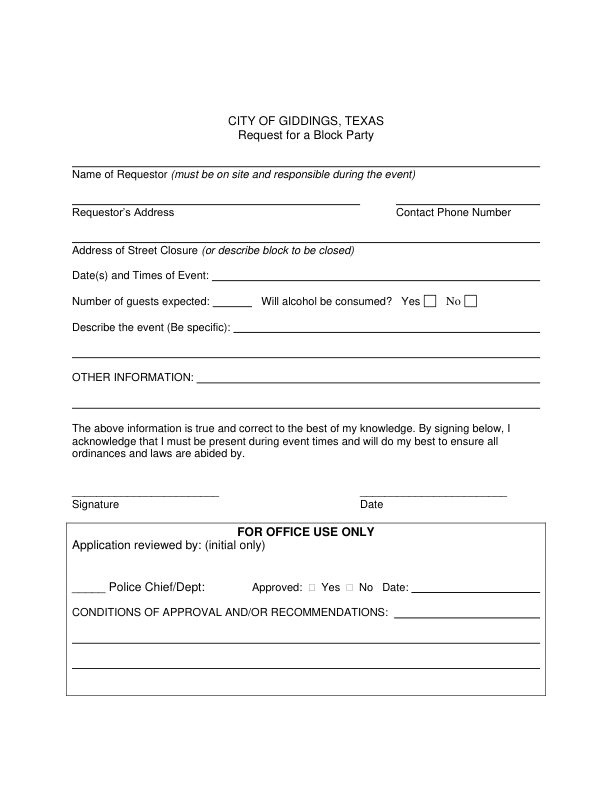 CITY OF GIDDINGS, TEXAS
Request for a Block Party
Name of Requestor (must be on site and responsible during the event)
Requestor's Address Contact Phone Number
Address of Street Closure (or describe block to be closed)
Date(s) and Times of Event:
Number of guests expected: ______ Will alcohol be consumed? Yes ☐ No ☐
Describe the event (Be specific):
OTHER INFORMATION:
The above information is true and correct to the best of my knowledge. By signing below, I
acknowledge that I must be present during event times and will do my best to ensure all
ordinances and laws are abided by.
Signature Date
FOR OFFICE USE ONLY
Application reviewed by: (initial only)
_____ Police Chief/Dept: Approved: ☐ Yes ☐ No Date:
CONDITIONS OF APPROVAL AND/OR RECOMMENDATIONS: